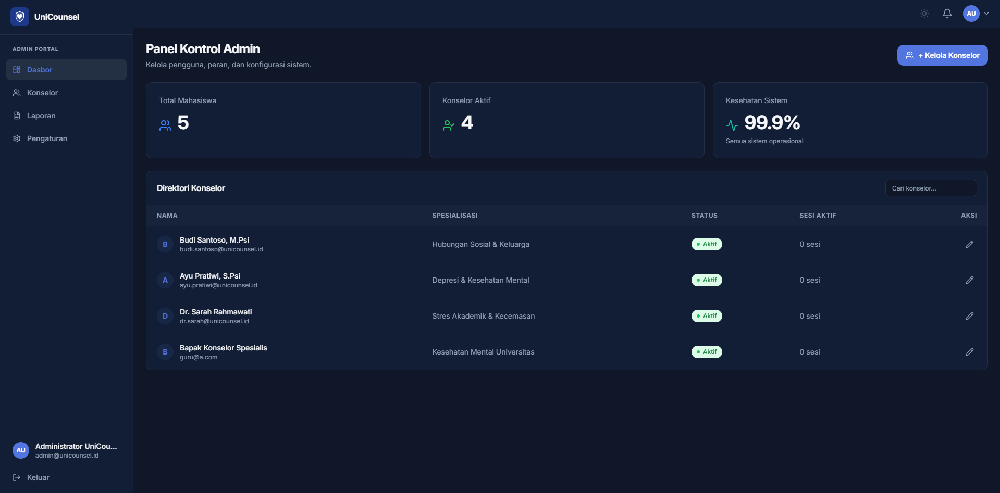 UniCounsel
ADMIN PORTAL
Dasbor
Konselor
Laporan
Pengaturan
Administrator UniCou...
admin@unicounsel.id
Keluar
AU
AU
Panel Kontrol Admin
Kelola pengguna, peran, dan konfigurasi sistem.
+ Kelola Konselor
Total Mahasiswa
5
Konselor Aktif
4
Kesehatan Sistem
99.9%
Semua sistem operasional
Direktori Konselor
Cari konselor...
NAMA SPESIALISASI STATUS SESI AKTIF AKSI
B Budi Santoso, M.Psi
budi.santoso@unicounsel.id
Hubungan Sosial & Keluarga Aktif 0 sesi
A Ayu Pratiwi, S.Psi
ayu.pratiwi@unicounsel.id
Depresi & Kesehatan Mental Aktif 0 sesi
D Dr. Sarah Rahmawati
dr.sarah@unicounsel.id
Stres Akademik & Kecemasan Aktif 0 sesi
B Bapak Konselor Spesialis
guru@a.com
Kesehatan Mental Universitas Aktif 0 sesi